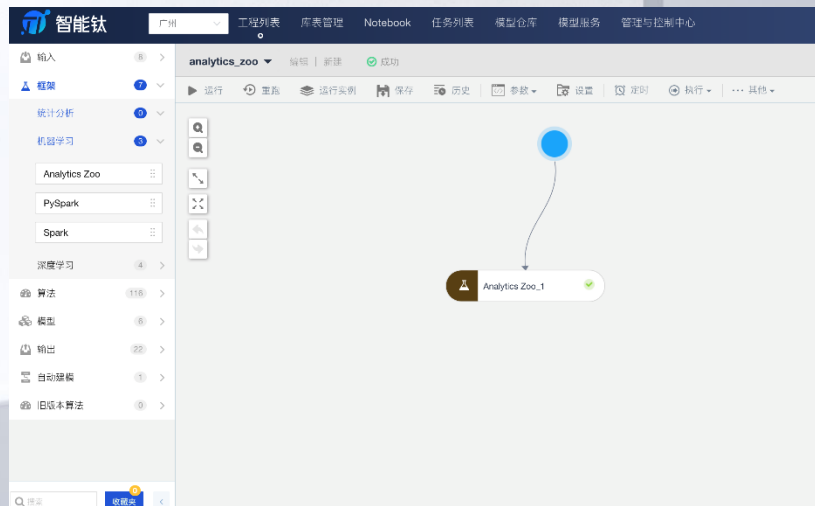 智能钛
广州
工程列表 库表管理 Notebook 任务列表 模型仓库 模型服务 管理与控制中心
输入 8
analytics_zoo 编辑 | 新建 成功
框架 7
运行 重跑 运行实例 保存 历史 参数 设置 定时 执行 ··· 其他
统计分析 0
机器学习 3
Analytics Zoo
PySpark
Spark
深度学习 4
Analytics Zoo_1
算法 116
模型 6
输出 22
自动建模 1
旧版本算法 0
搜索
收藏夹 0